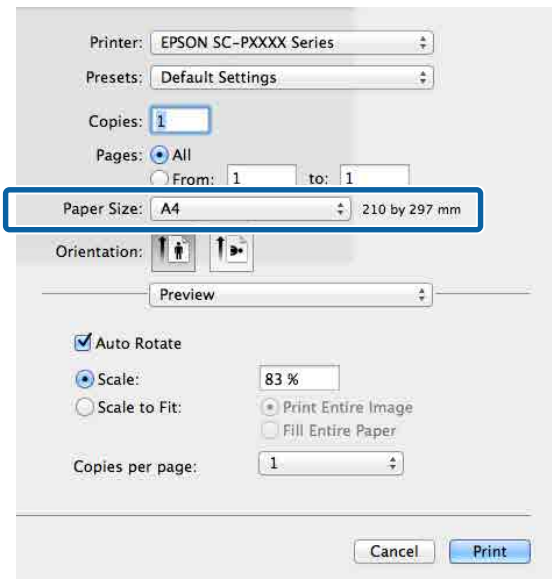 Printer: EPSON SC-PXXXX Series
Presets: Default Settings
Copies: 1
Pages: All
From: 1 to: 1
Paper Size: A4 210 by 297 mm
Orientation:
Preview
Auto Rotate
Scale: 83 %
Scale to Fit: Print Entire Image
Fill Entire Paper
Copies per page: 1
Cancel Print